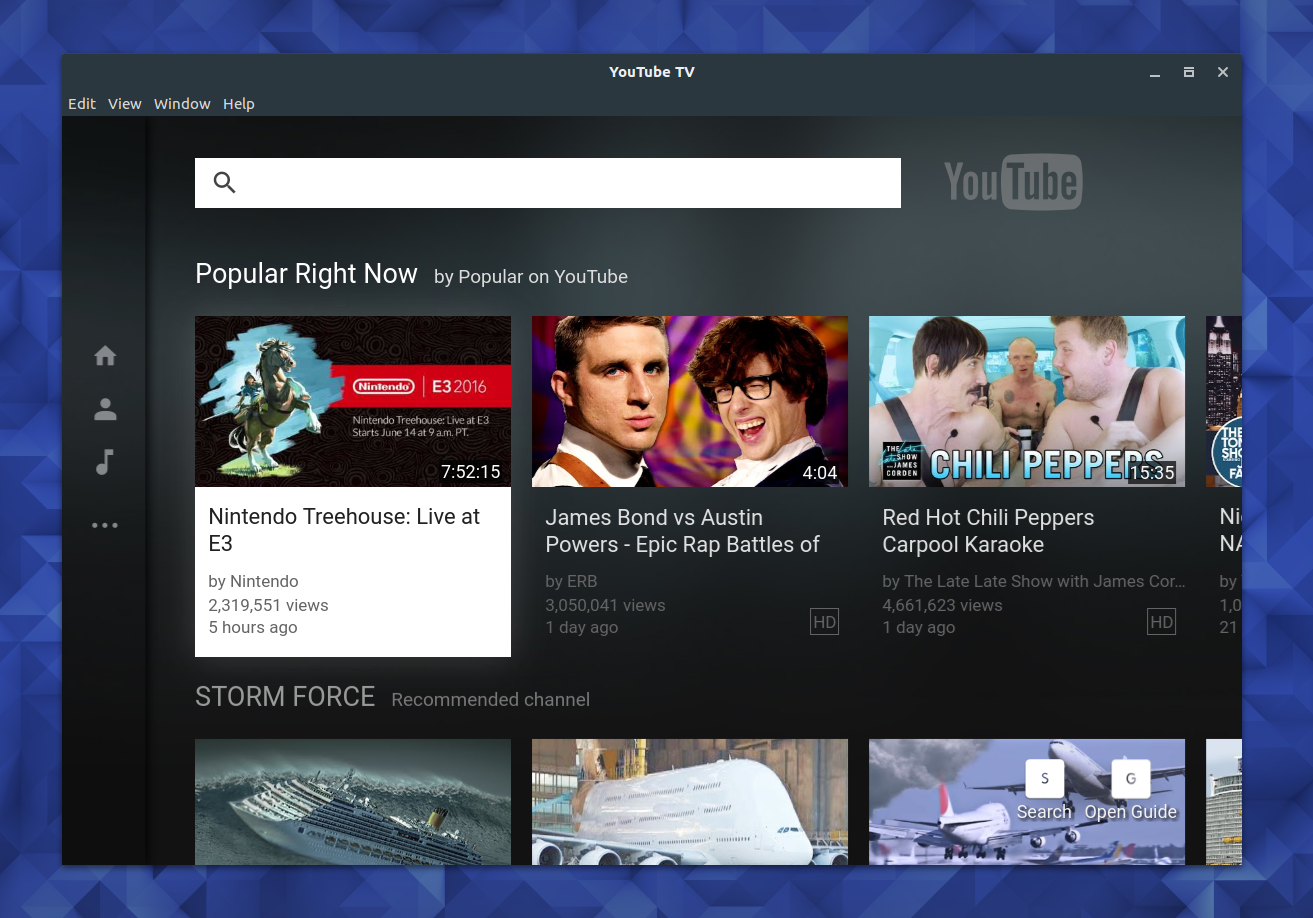 YouTube TV
Edit View Window Help
YouTube
Popular Right Now by Popular on YouTube
Nintendo E3 2016
Nintendo Treehouse: Live at E3
Starts June 14 at 9 a.m. PT.
7:52:15
Nintendo Treehouse: Live at
E3
by Nintendo
2,319,551 views
5 hours ago
4:04
James Bond vs Austin
Powers - Epic Rap Battles of
by ERB
3,050,041 views
1 day ago
HD
THE LATE
LATE SHOW
WITH JAMES
CORDEN
CHILI PEPPERS
15:35
Red Hot Chili Peppers
Carpool Karaoke
by The Late Late Show with James Cor...
4,661,623 views
1 day ago
HD
THE
TO
SH
FA
Ni
NA
by
1,0
21
STORM FORCE Recommended channel
S
Search
G
Open Guide